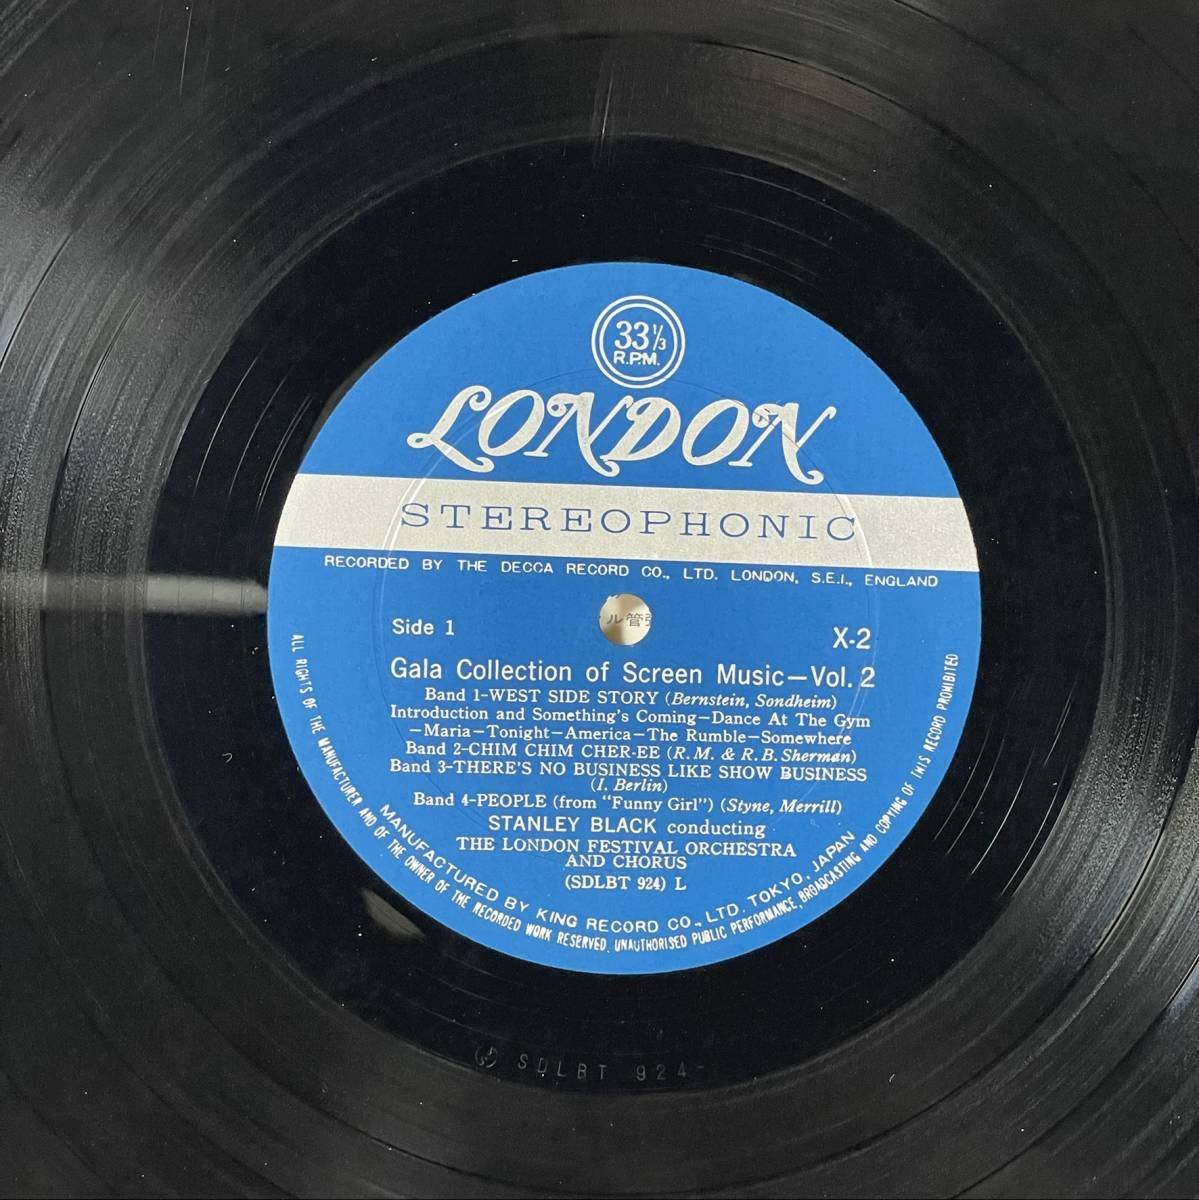 33 1/3
R.P.M.
LONDON
STEREOPHONIC
RECORDED BY THE DECCA RECORD CO., LTD. LONDON, S.E.I., ENGLAND
ル管
Side 1
X-2
Gala Collection of Screen Music—Vol. 2
Band 1-WEST SIDE STORY (Bernstein, Sondheim)
Introduction and Something's Coming—Dance At The Gym
—Maria—Tonight—America—The Rumble—Somewhere
Band 2-CHIM CHIM CHER-EE (R. M. & R. B. Sherman)
Band 3-THERE'S NO BUSINESS LIKE SHOW BUSINESS
(I. Berlin)
Band 4-PEOPLE (from "Funny Girl") (Styne, Merrill)
STANLEY BLACK conducting
THE LONDON FESTIVAL ORCHESTRA
AND CHORUS
(SDLBT 924) L
MANUFACTURED BY KING RECORD CO., LTD. TOKYO, JAPAN
ALL RIGHTS OF THE MANUFACTURER AND OF THE OWNER OF THE RECORDED WORK RESERVED, UNAUTHORISED PUBLIC PERFORMANCE, BROADCASTING AND COPYING OF THIS RECORD PROHIBITED
SDLBT 924-